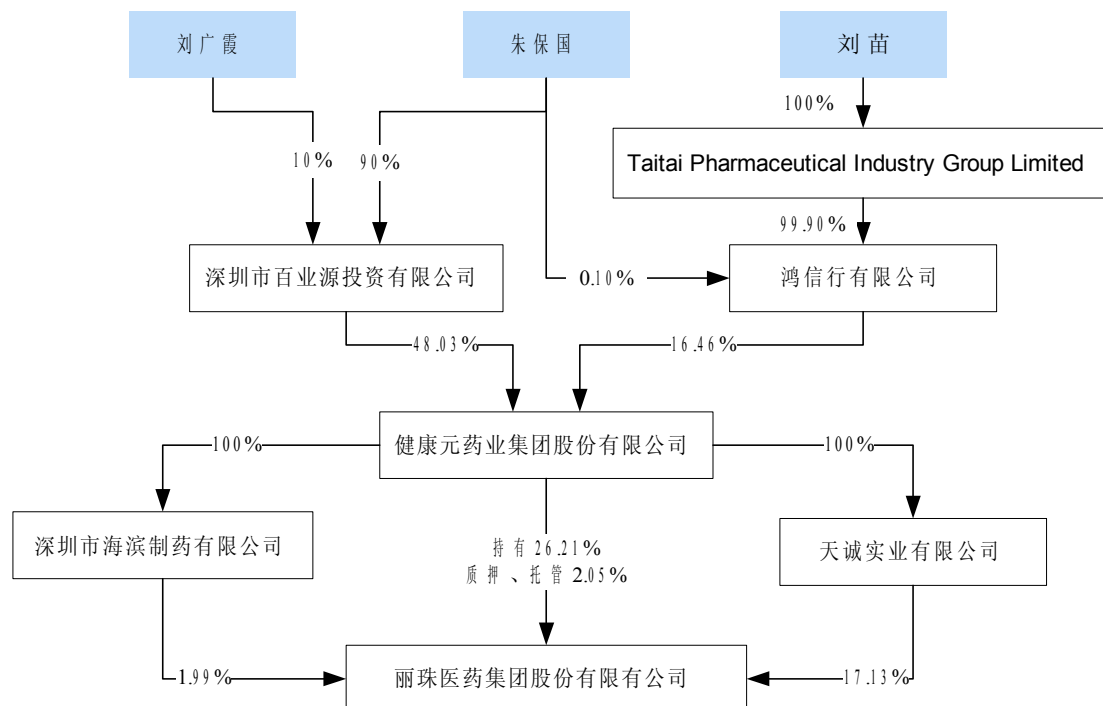 刘广霞
朱保国
刘苗
100%
Taitai Pharmaceutical Industry Group Limited
10%
90%
99.90%
深圳市百业源投资有限公司
0.10%
鸿信行有限公司
48.03%
16.46%
健康元药业集团股份有限公司
100%
100%
深圳市海滨制药有限公司
持有 26.21%
质押、托管 2.05%
天诚实业有限公司
1.99%
丽珠医药集团股份有限有公司
17.13%